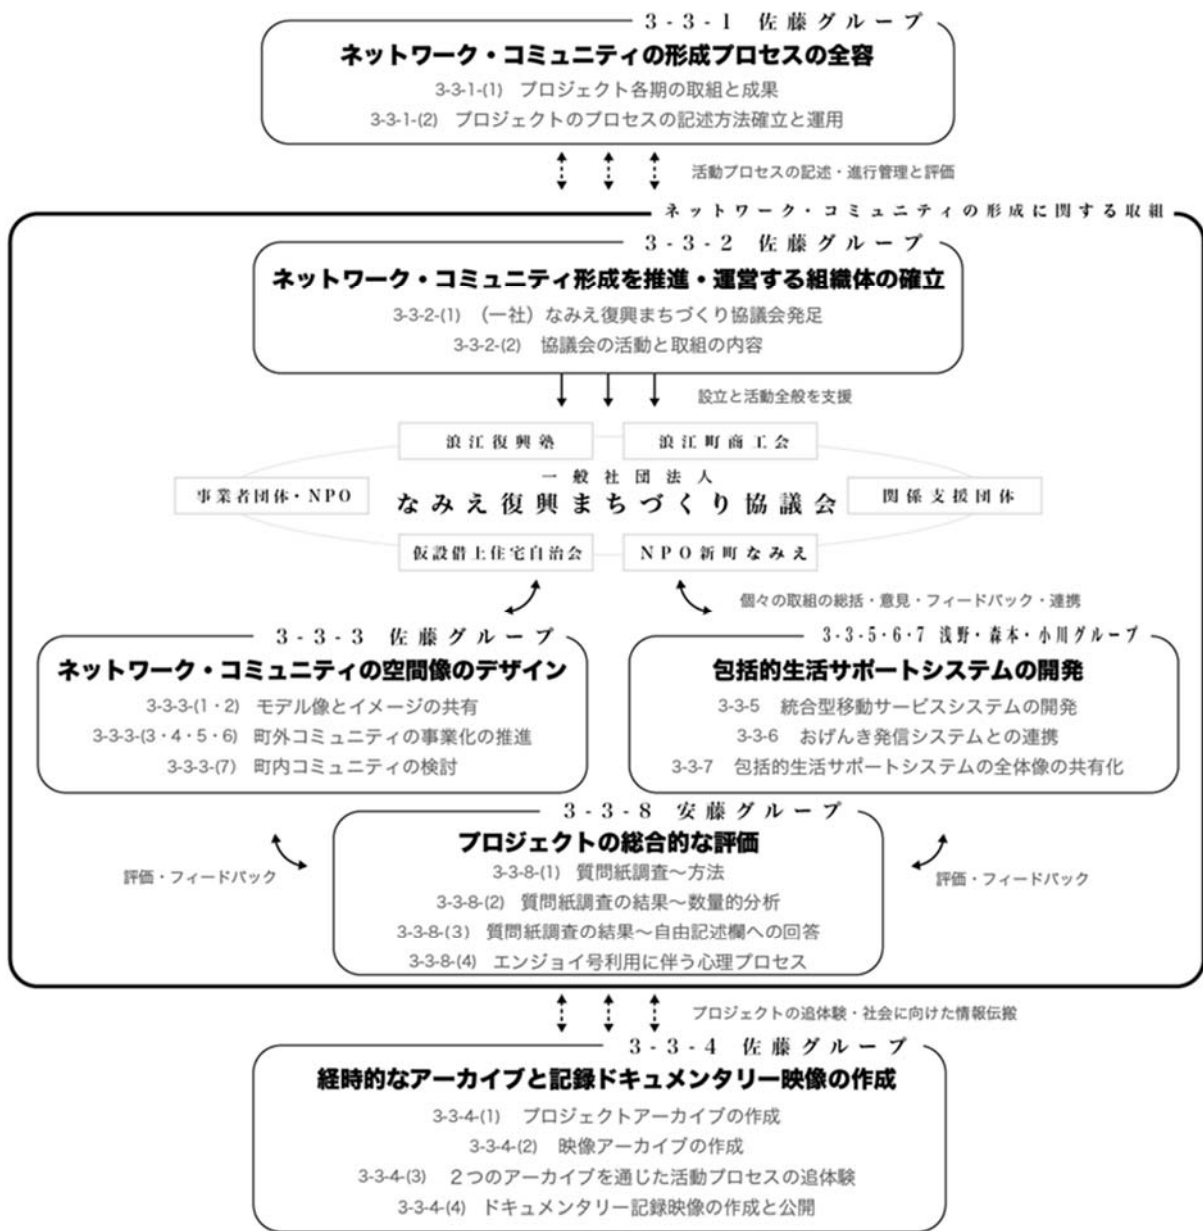 3-3-1 佐藤グループ
ネットワーク・コミュニティの形成プロセスの全容
3-3-1-(1) プロジェクト各期の取組と成果
3-3-1-(2) プロジェクトのプロセスの記述方法確立と運用
活動プロセスの記述・進行管理と評価
ネットワーク・コミュニティの形成に関する取組
3-3-2 佐藤グループ
ネットワーク・コミュニティ形成を推進・運営する組織体の確立
3-3-2-(1) （一社）なみえ復興まちづくり協議会発足
3-3-2-(2) 協議会の活動と取組の内容
設立と活動全般を支援
浪江復興塾
浪江町商工会
事業者団体・NPO
一般社団法人
なみえ復興まちづくり協議会
関係支援団体
仮設借上住宅自治会
NPO新町なみえ
個々の取組の総括・意見・フィードバック・連携
3-3-3 佐藤グループ
ネットワーク・コミュニティの空間像のデザイン
3-3-3-(1・2) モデル像とイメージの共有
3-3-3-(3・4・5・6) 町外コミュニティの事業化の推進
3-3-3-(7) 町内コミュニティの検討
3-3-5・6・7 浅野・森本・小川グループ
包括的生活サポートシステムの開発
3-3-5 統合型移動サービスシステムの開発
3-3-6 おげんき発信システムとの連携
3-3-7 包括的生活サポートシステムの全体像の共有化
3-3-8 安藤グループ
プロジェクトの総合的な評価
3-3-8-(1) 質問紙調査～方法
3-3-8-(2) 質問紙調査の結果～数量的分析
3-3-8-(3) 質問紙調査の結果～自由記述欄への回答
3-3-8-(4) エンジョイ号利用に伴う心理プロセス
評価・フィードバック
評価・フィードバック
プロジェクトの追体験・社会に向けた情報伝搬
3-3-4 佐藤グループ
経時的なアーカイブと記録ドキュメンタリー映像の作成
3-3-4-(1) プロジェクトアーカイブの作成
3-3-4-(2) 映像アーカイブの作成
3-3-4-(3) ２つのアーカイブを通じた活動プロセスの追体験
3-3-4-(4) ドキュメンタリー記録映像の作成と公開